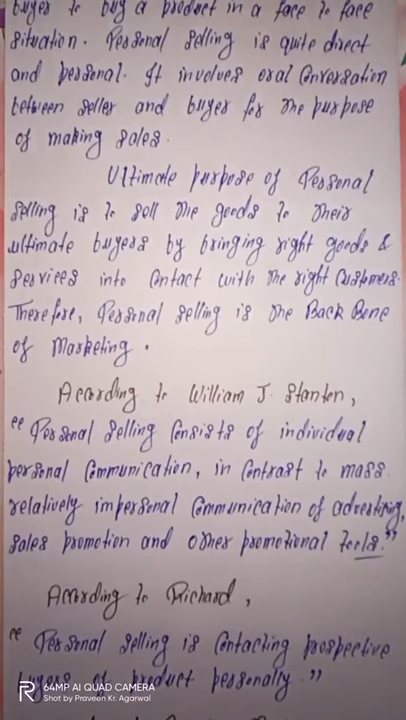 buyer to buy a product in a face to face
situation. Personal selling is quite direct
and personal. It involves oral conversation
between seller and buyer for the purpose
of making sales.
Ultimate purpose of Personal
selling is to sell the goods to their
ultimate buyers by bringing right goods &
services into contact with the right customers.
Therefore, Personal selling is the Back Bone
of Marketing.
According to William J. Stanton,
"Personal selling consists of individual
personal communication, in contrast to mass
relatively impersonal communication of advertising,
sales promotion and other promotional tools."
According to Richard,
"Personal selling is contacting prospective
buyers of product personally."
64MP AI QUAD CAMERA
Shot by Praveen Kr. Agarwal